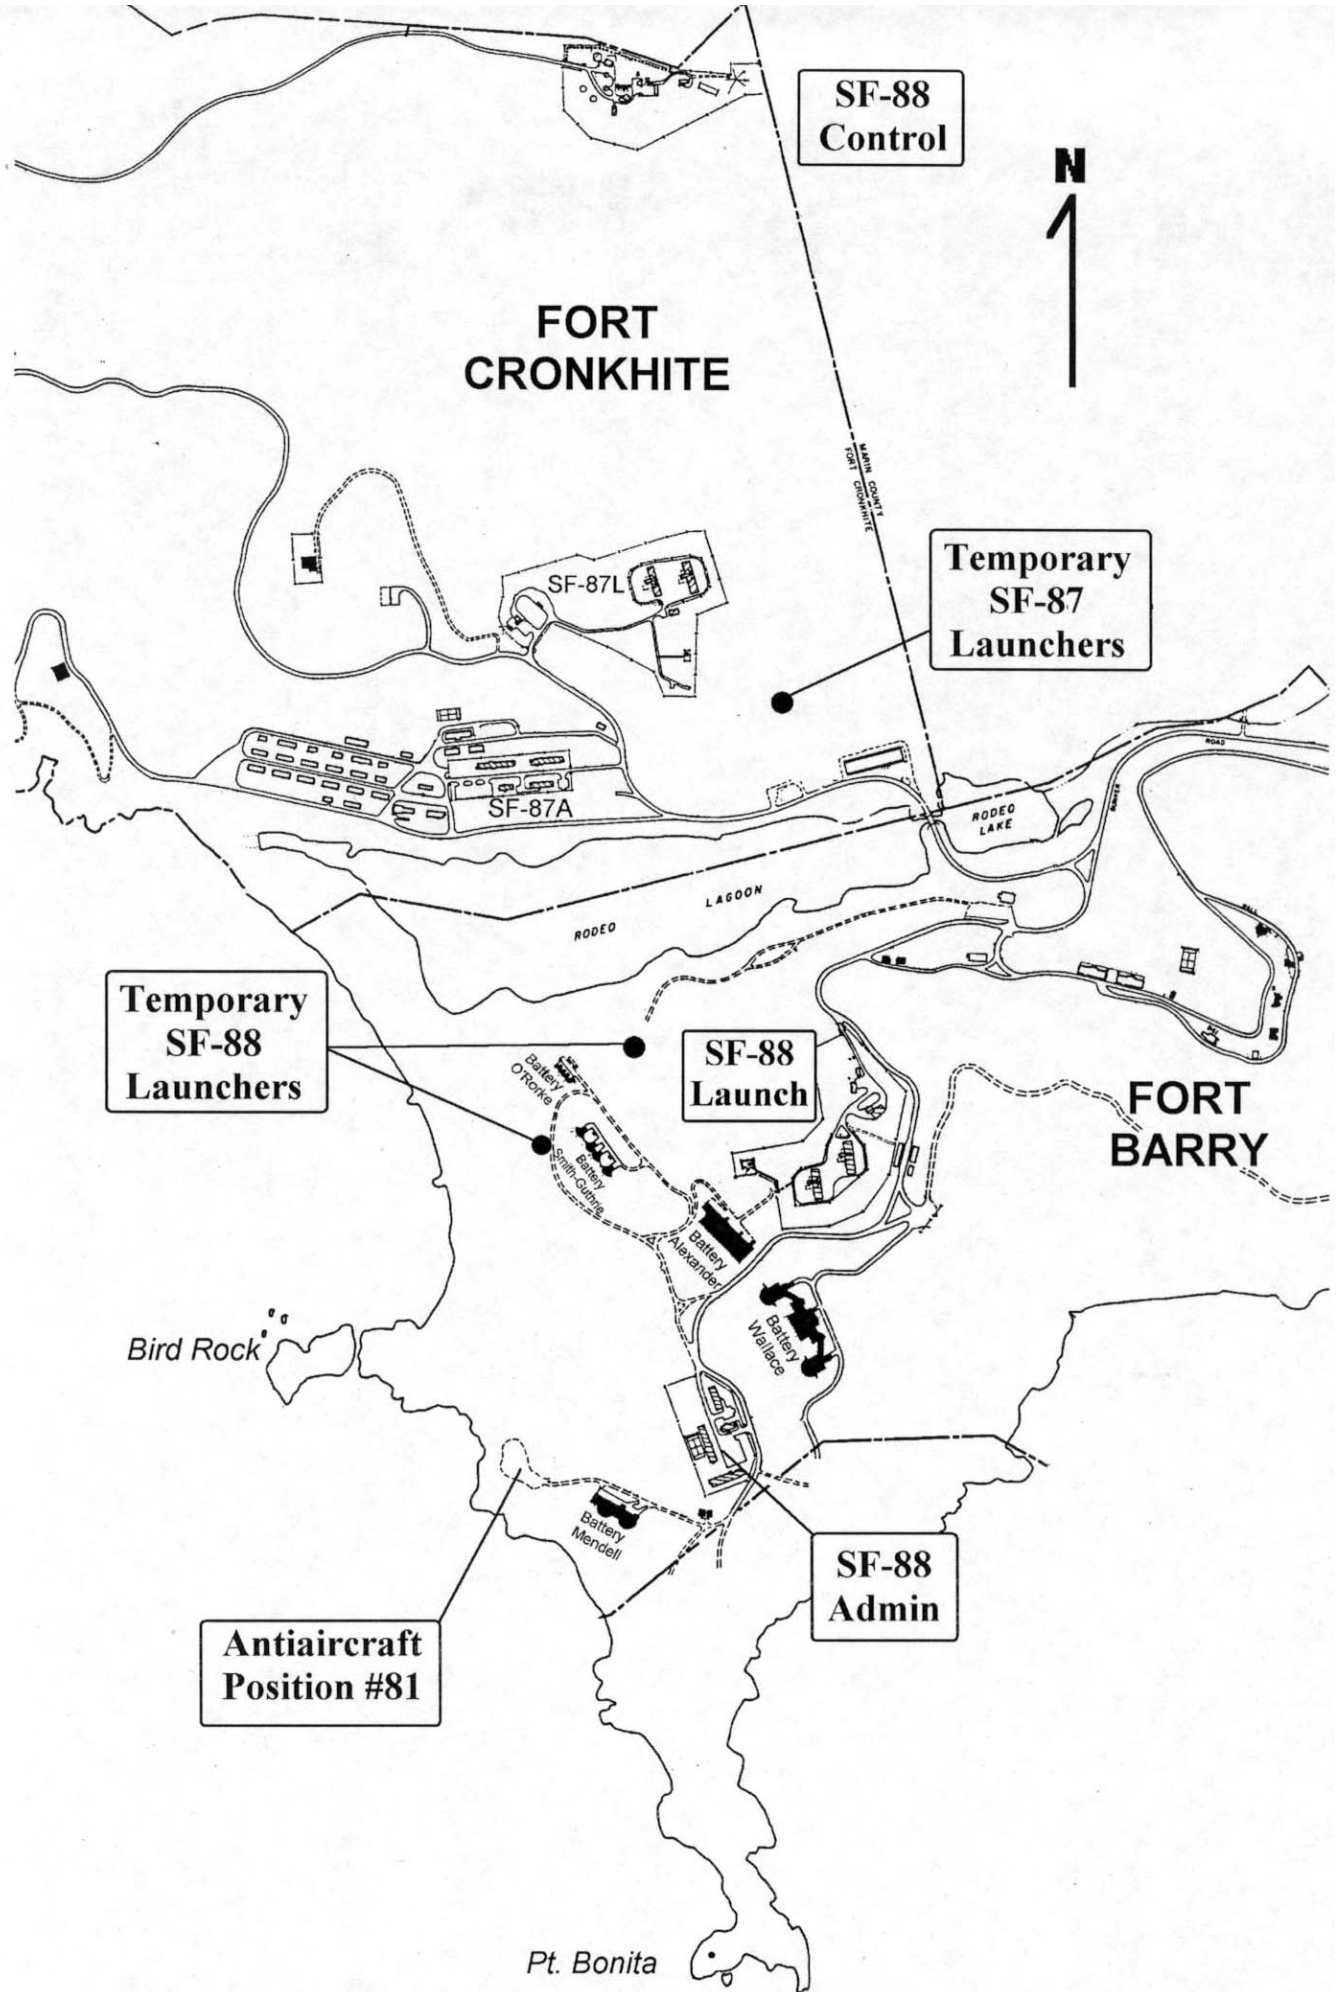 SF-88
Control
N
FORT
CRONKHITE
MARIN COUNTY
FORT CRONKHITE
Temporary
SF-87
Launchers
SF-87L
SF-87A
ROAD
BUNKER
RODEO
LAKE
RODEO LAGOON
Temporary
SF-88
Launchers
SF-88
Launch
Battery
O'Rorke
FORT
BARRY
Battery
Smith-Guthrie
Battery
Alexander
Battery
Wallace
Bird Rock
Battery
Mendell
SF-88
Admin
Antiaircraft
Position #81
Pt. Bonita